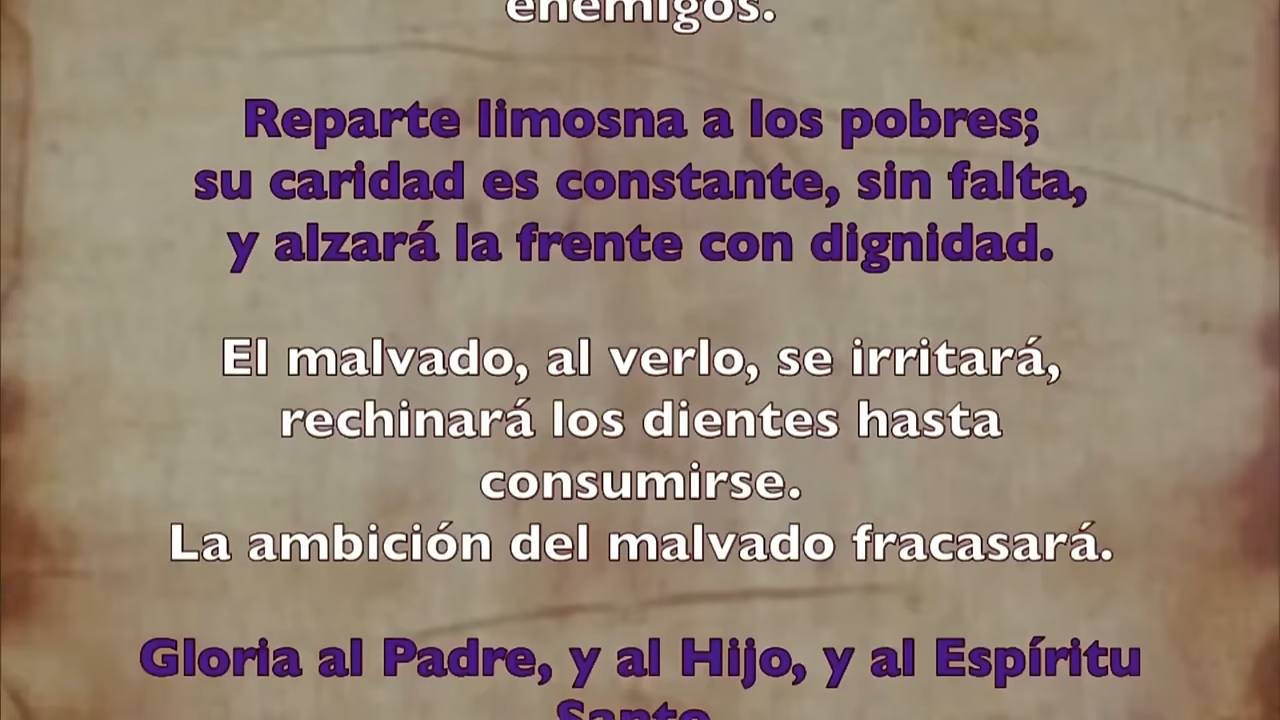 enemigos.
Reparte limosna a los pobres;
su caridad es constante, sin falta,
y alzará la frente con dignidad.
El malvado, al verlo, se irritará,
rechinará los dientes hasta
consumirse.
La ambición del malvado fracasará.
Gloria al Padre, y al Hijo, y al Espíritu
Santo.